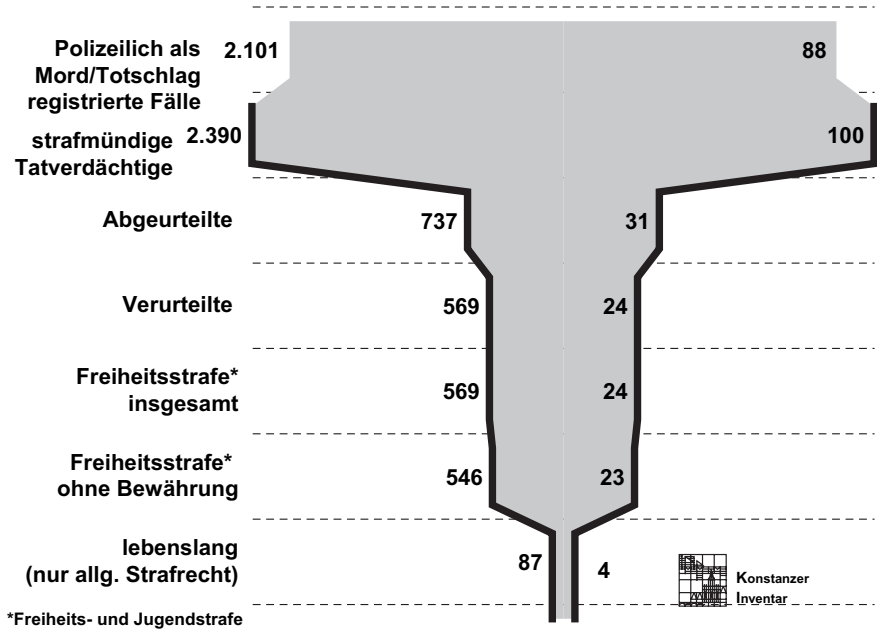 Polizeilich als
Mord/Totschlag
registrierte Fälle
2.101
88
strafmündige
Tatverdächtige
2.390
100
Abgeurteilte
737
31
Verurteilte
569
24
Freiheitsstrafe*
insgesamt
569
24
Freiheitsstrafe*
ohne Bewährung
546
23
lebenslang
(nur allg. Strafrecht)
87
4
Konstanzer
Inventar
*Freiheits- und Jugendstrafe